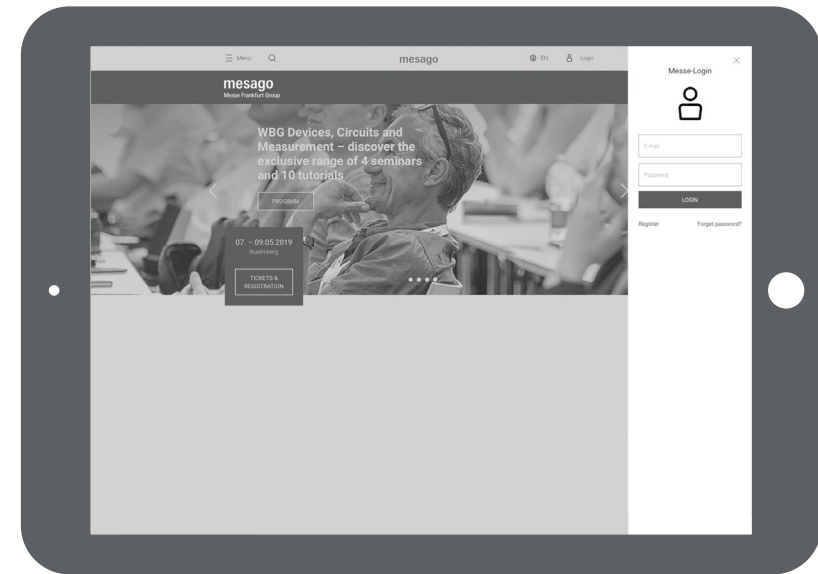 Menu
mesago
EN
Login
mesago
Messe Frankfurt Group
WBG Devices, Circuits and
Measurement – discover the
exclusive range of 4 seminars
and 10 tutorials
PROGRAM
07. – 09.05.2019
Nuremberg
TICKETS &
REGISTRATION
Messe-Login
E-mail
Password
LOGIN
Register
Forgot password?